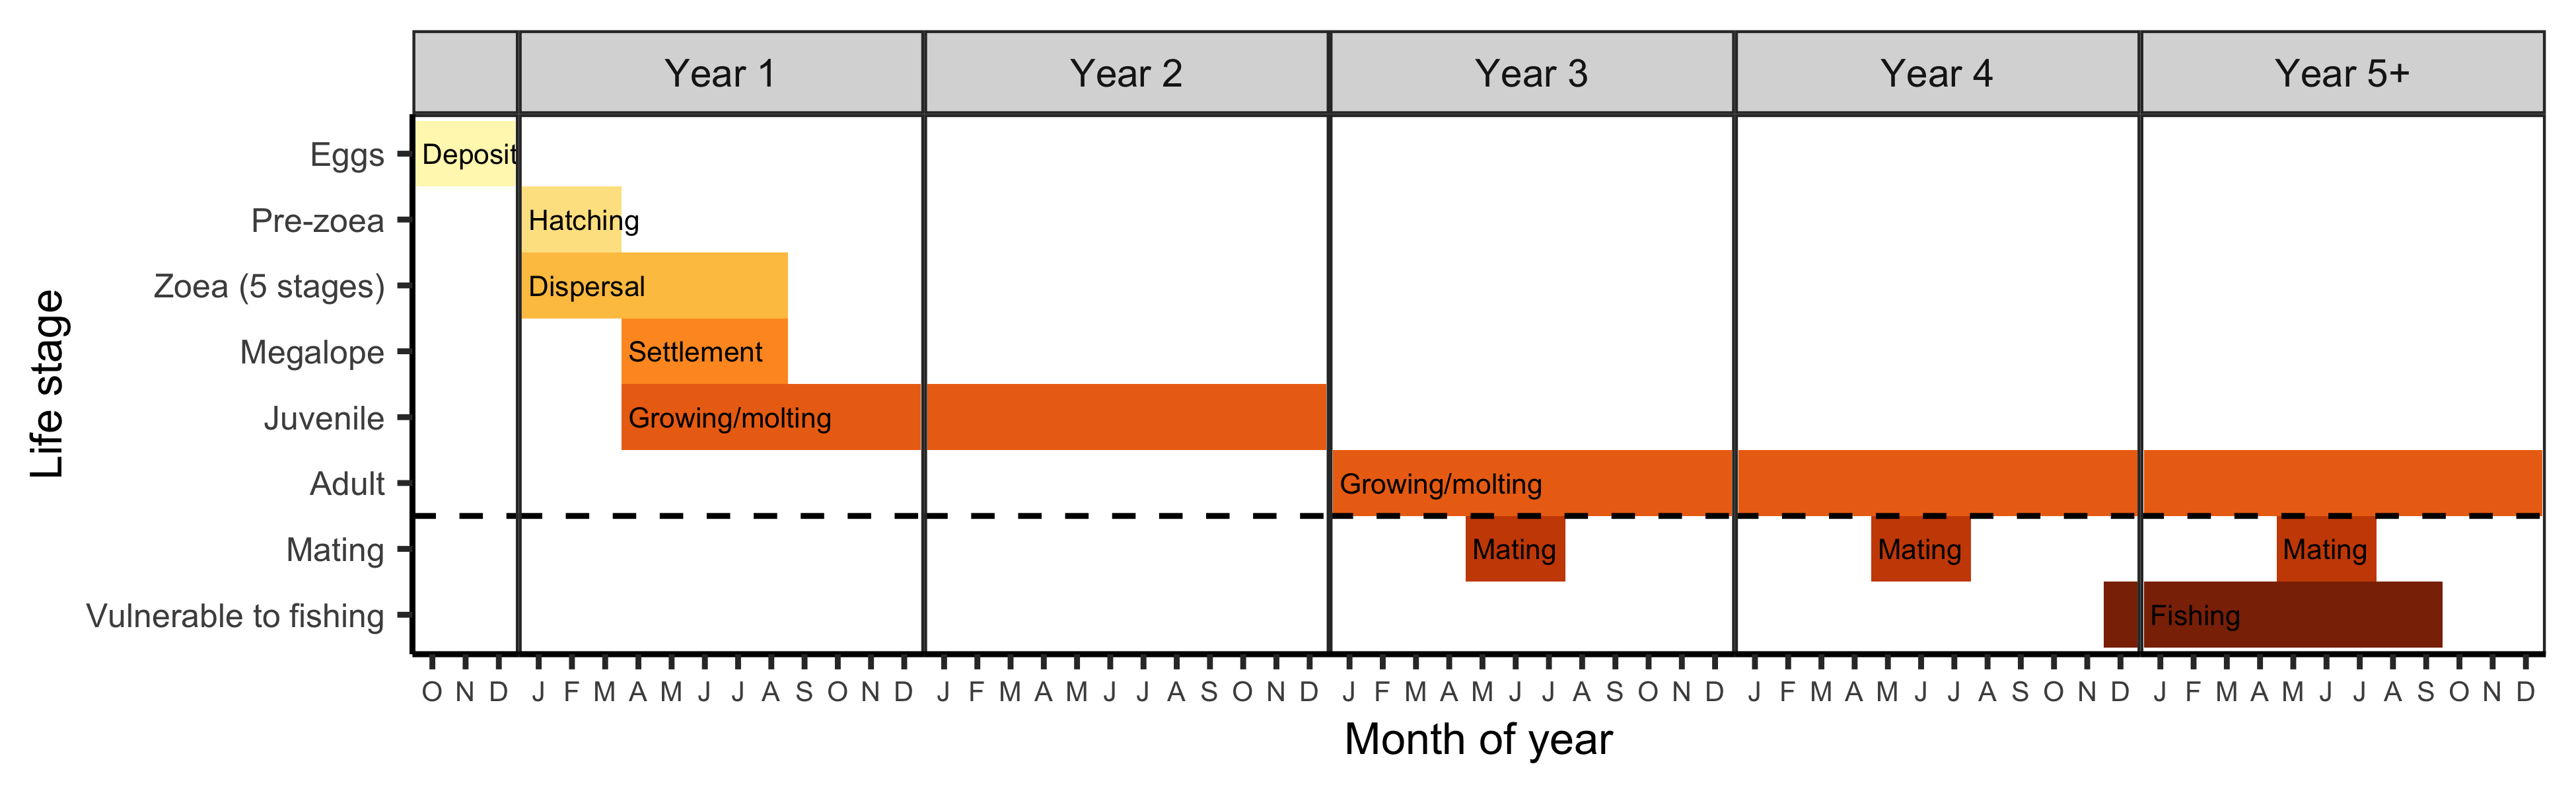 Year 1 Year 2 Year 3 Year 4 Year 5+
Life stage
Eggs Deposit
Pre-zoea Hatching
Zoea (5 stages) Dispersal
Megalope Settlement
Juvenile Growing/molting
Adult Growing/molting
Mating Mating Mating Mating
Vulnerable to fishing Fishing
O N D J F M A M J J A S O N D J F M A M J J A S O N D J F M A M J J A S O N D J F M A M J J A S O N D J F M A M J J A S O N D
Month of year